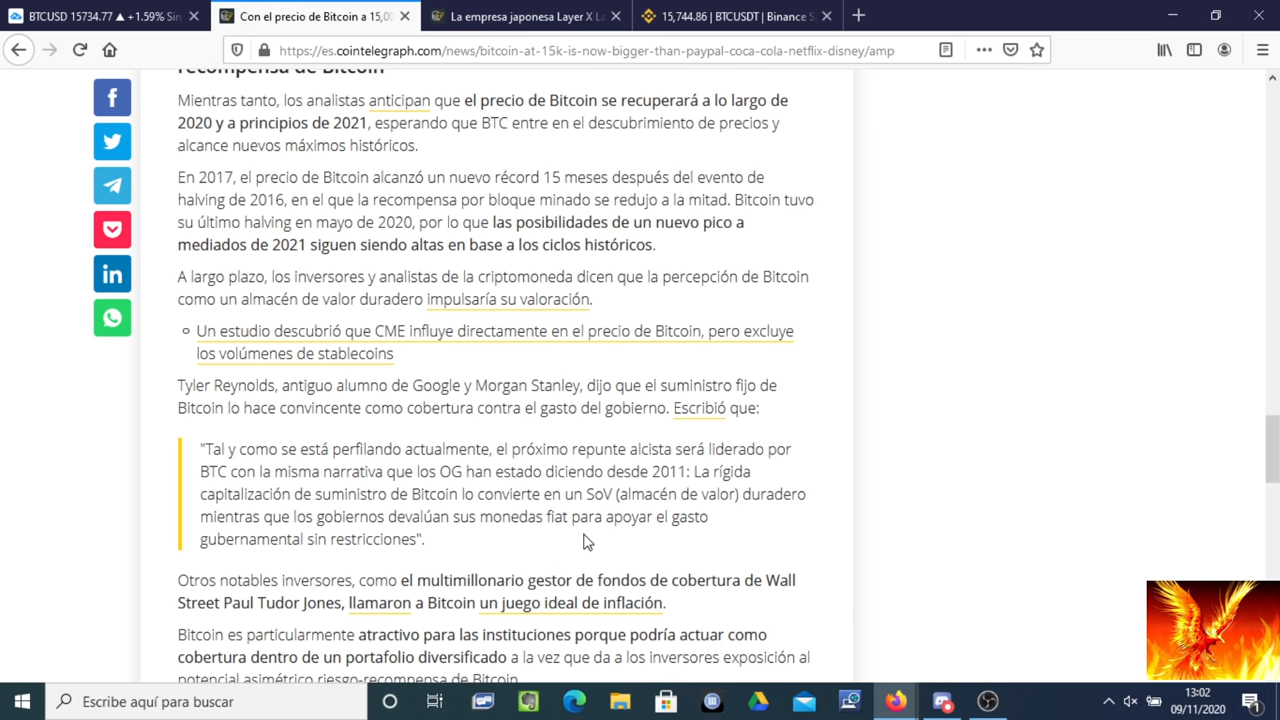 BTCUSD 15734.77 ▲ +1.59% Sin
Con el precio de Bitcoin a 15,00
La empresa japonesa Layer X La
15,744.86 | BTCUSDT | Binance S
https://es.cointelegraph.com/news/bitcoin-at-15k-is-now-bigger-than-paypal-coca-cola-netflix-disney/amp
recompensa de Bitcoin
Mientras tanto, los analistas anticipan que el precio de Bitcoin se recuperará a lo largo de
2020 y a principios de 2021, esperando que BTC entre en el descubrimiento de precios y
alcance nuevos máximos históricos.
En 2017, el precio de Bitcoin alcanzó un nuevo récord 15 meses después del evento de
halving de 2016, en el que la recompensa por bloque minado se redujo a la mitad. Bitcoin tuvo
su último halving en mayo de 2020, por lo que las posibilidades de un nuevo pico a
mediados de 2021 siguen siendo altas en base a los ciclos históricos.
A largo plazo, los inversores y analistas de la criptomoneda dicen que la percepción de Bitcoin
como un almacén de valor duradero impulsaría su valoración.
Un estudio descubrió que CME influye directamente en el precio de Bitcoin, pero excluye
los volúmenes de stablecoins
Tyler Reynolds, antiguo alumno de Google y Morgan Stanley, dijo que el suministro fijo de
Bitcoin lo hace convincente como cobertura contra el gasto del gobierno. Escribió que:
"Tal y como se está perfilando actualmente, el próximo repunte alcista será liderado por
BTC con la misma narrativa que los OG han estado diciendo desde 2011: La rígida
capitalización de suministro de Bitcoin lo convierte en un SoV (almacén de valor) duradero
mientras que los gobiernos devalúan sus monedas fiat para apoyar el gasto
gubernamental sin restricciones".
Otros notables inversores, como el multimillonario gestor de fondos de cobertura de Wall
Street Paul Tudor Jones, llamaron a Bitcoin un juego ideal de inflación.
Bitcoin es particularmente atractivo para las instituciones porque podría actuar como
cobertura dentro de un portafolio diversificado a la vez que da a los inversores exposición al
potencial asimétrico riesgo-recompensa de Bitcoin.
Escribe aquí para buscar
13:02
09/11/2020